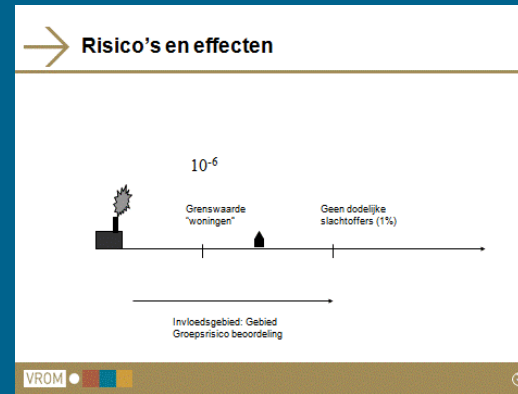 Risico's en effecten
10-6
Grenswaarde
"woningen"
Geen dodelijke
slachtoffers (1%)
Invloedsgebied: Gebied
Groepsrisico beoordeling
VROM